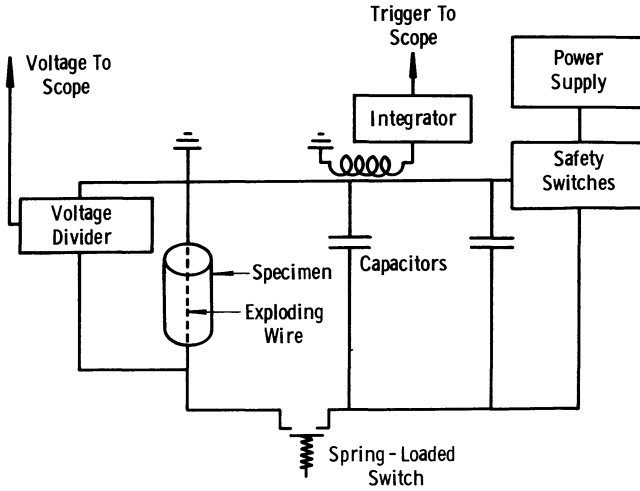 Trigger To
Scope
Voltage To
Scope
Power
Supply
Integrator
Safety
Switches
Voltage
Divider
Specimen
Capacitors
Exploding
Wire
Spring-Loaded
Switch